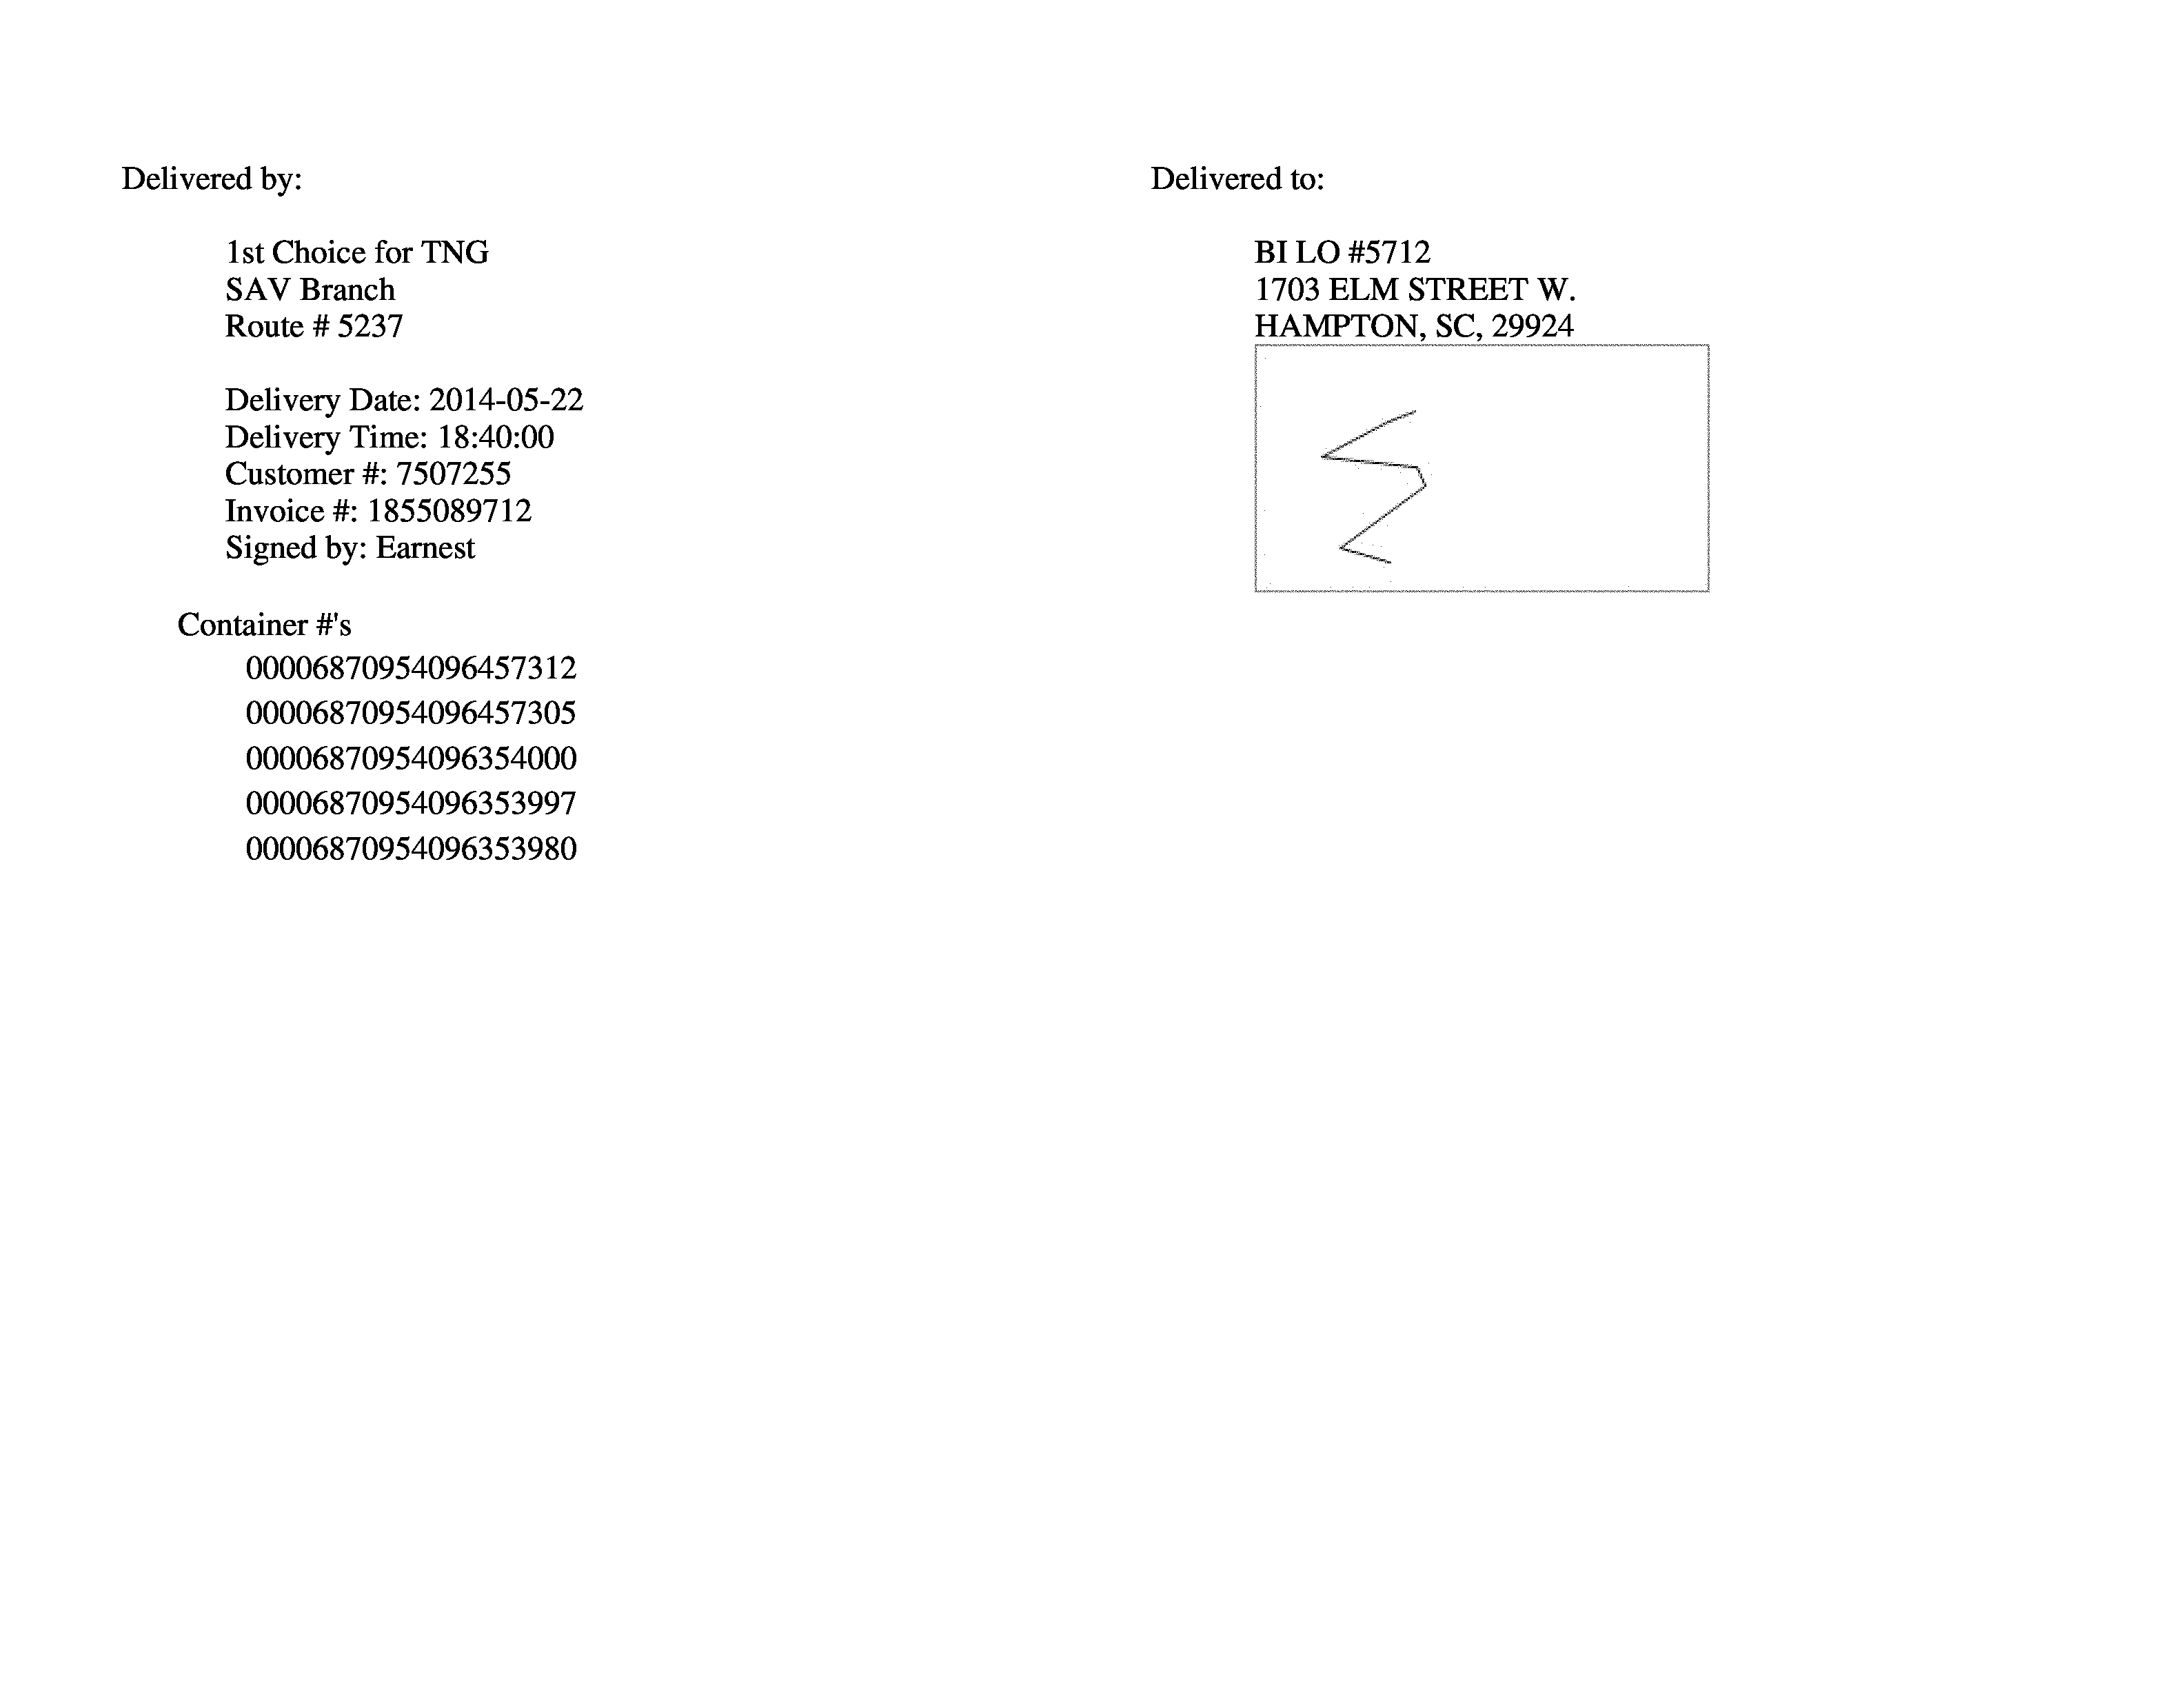 Delivered by:
1st Choice for TNG
SAV Branch
Route # 5237
Delivery Date: 2014-05-22
Delivery Time: 18:40:00
Customer #: 7507255
Invoice #: 1855089712
Signed by: Earnest
Container #'s
00006870954096457312
00006870954096457305
00006870954096354000
00006870954096353997
00006870954096353980
Delivered to:
BI LO #5712
1703 ELM STREET W.
HAMPTON, SC, 29924